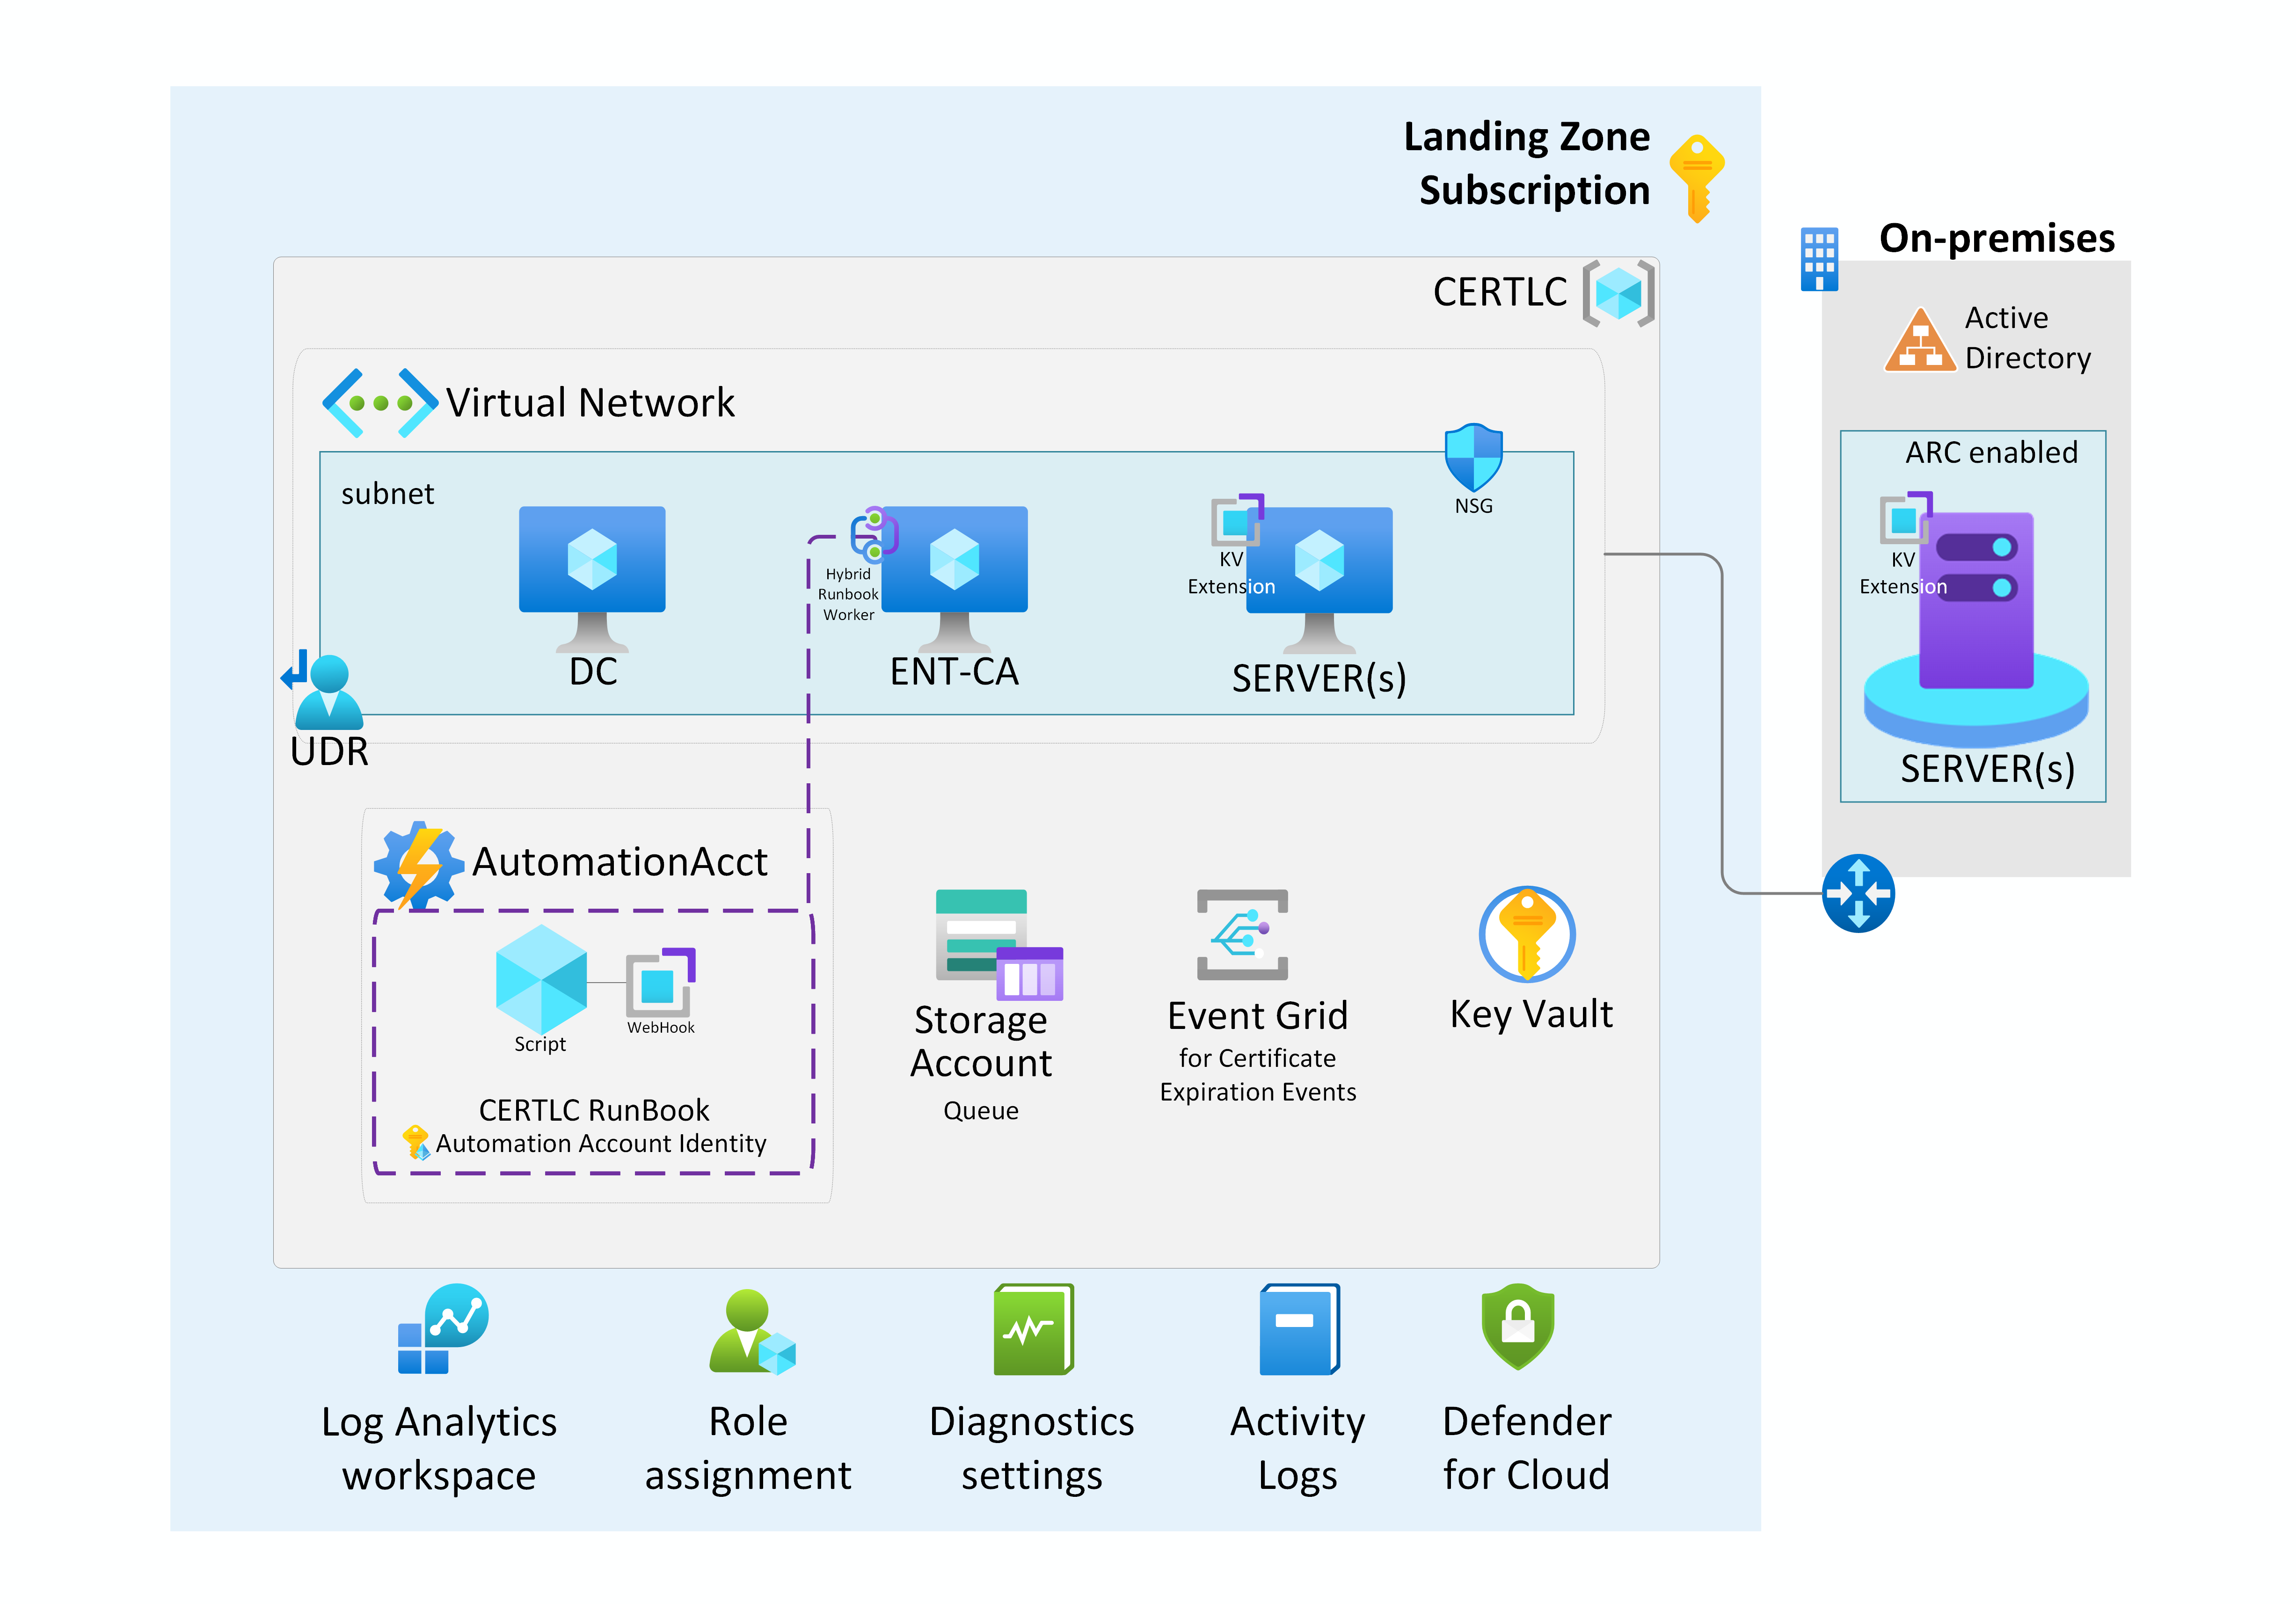 Landing Zone
Subscription
On-premises
CERTLC
Active
Directory
Virtual Network
ARC enabled
subnet
NSG
KV
Extension
Hybrid
Runbook
Worker
KV
Extension
DC
ENT-CA
SERVER(s)
UDR
SERVER(s)
AutomationAcct
Script
WebHook
CERTLC RunBook
Automation Account Identity
Storage
Account
Queue
Event Grid
for Certificate
Expiration Events
Key Vault
Log Analytics
workspace
Role
assignment
Diagnostics
settings
Activity
Logs
Defender
for Cloud